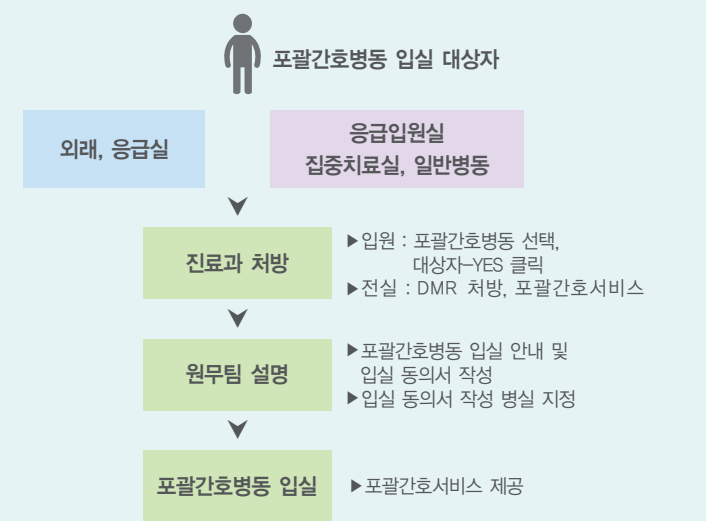 포괄간호병동 입실 대상자
외래, 응급실
응급입원실
집중치료실, 일반병동
진료과 처방
▶입원 : 포괄간호병동 선택,
대상자-YES 클릭
▶전실 : DMR 처방, 포괄간호서비스
원무팀 설명
▶포괄간호병동 입실 안내 및
입실 동의서 작성
▶입실 동의서 작성 병실 지정
포괄간호병동 입실
▶포괄간호서비스 제공